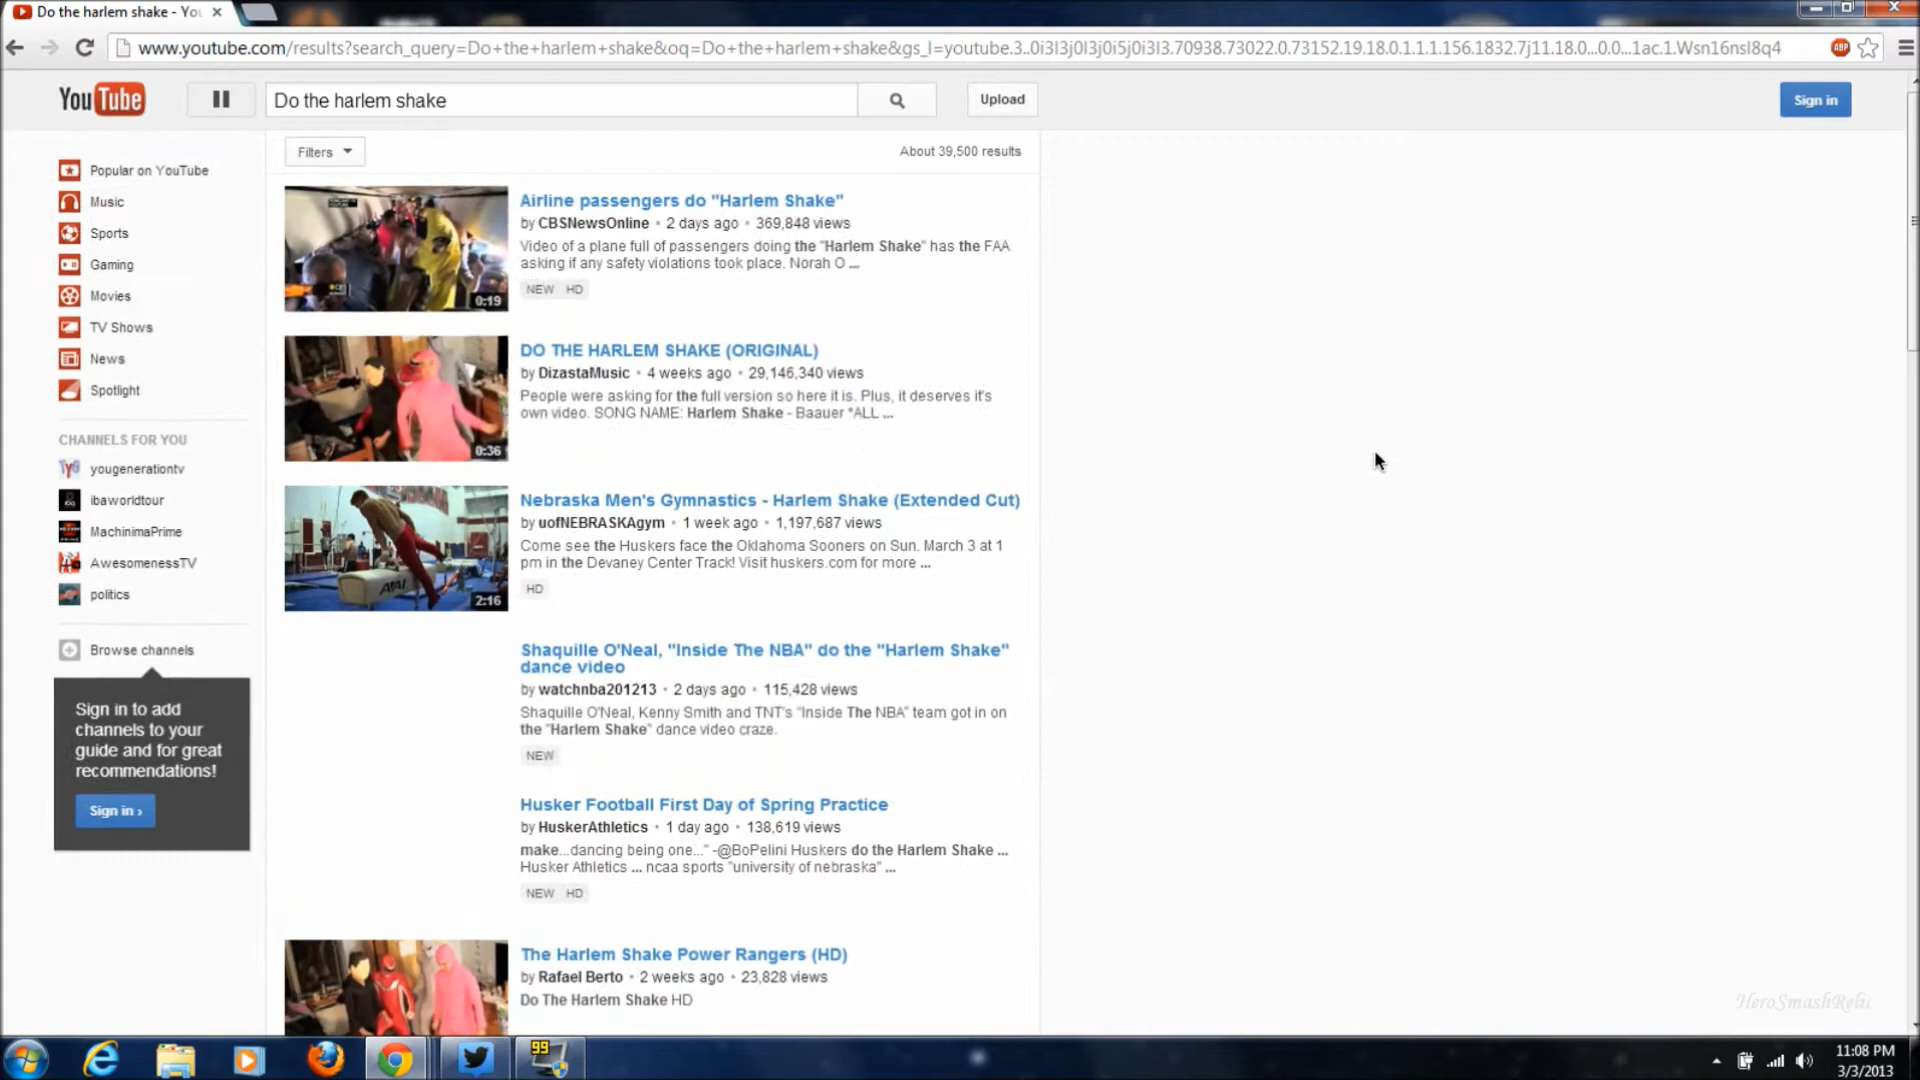 Do the harlem shake - You
www.youtube.com/results?search_query=Do+the+harlem+shake&oq=Do+the+harlem+shake&gs_l=youtube.3..0i3l3j0l3j0i5j0i3l3.70938.73022.0.73152.19.18.0.1.1.1.156.1832.7j11.18.0...0.0...1ac.1.Wsn16nsl8q4
ABP
YouTube
Do the harlem shake
Upload
Sign in
Filters
About 39,500 results
Popular on YouTube
Music
Sports
Gaming
Movies
TV Shows
News
Spotlight
CHANNELS FOR YOU
yougenerationtv
ibaworldtour
MachinimaPrime
AwesomenessTV
politics
Browse channels
Sign in to add
channels to your
guide and for great
recommendations!
Sign in ›
Airline passengers do "Harlem Shake"
by CBSNewsOnline • 2 days ago • 369,848 views
Video of a plane full of passengers doing the "Harlem Shake" has the FAA
asking if any safety violations took place. Norah O ...
NEW HD
0:19
DO THE HARLEM SHAKE (ORIGINAL)
by DizastaMusic • 4 weeks ago • 29,146,340 views
People were asking for the full version so here it is. Plus, it deserves it's
own video. SONG NAME: Harlem Shake - Baauer *ALL ...
0:36
Nebraska Men's Gymnastics - Harlem Shake (Extended Cut)
by uofNEBRASKAgym • 1 week ago • 1,197,687 views
Come see the Huskers face the Oklahoma Sooners on Sun. March 3 at 1
pm in the Devaney Center Track! Visit huskers.com for more ...
HD
2:16
Shaquille O'Neal, "Inside The NBA" do the "Harlem Shake"
dance video
by watchnba201213 • 2 days ago • 115,428 views
Shaquille O'Neal, Kenny Smith and TNT's "Inside The NBA" team got in on
the "Harlem Shake" dance video craze.
NEW
Husker Football First Day of Spring Practice
by HuskerAthletics • 1 day ago • 138,619 views
make...dancing being one..." -@BoPelini Huskers do the Harlem Shake ...
Husker Athletics ... ncaa sports "university of nebraska" ...
NEW HD
The Harlem Shake Power Rangers (HD)
by Rafael Berto • 2 weeks ago • 23,828 views
Do The Harlem Shake HD
99
11:08 PM
3/3/2013